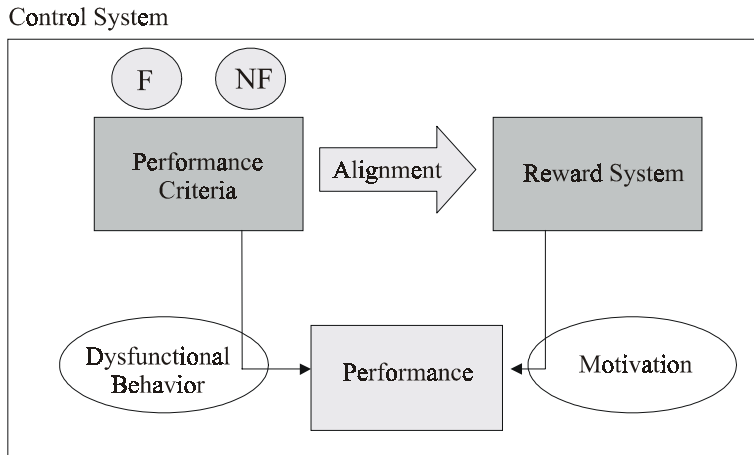 Control System
F
NF
Performance
Criteria
Alignment
Reward System
Dysfunctional
Behavior
Performance
Motivation